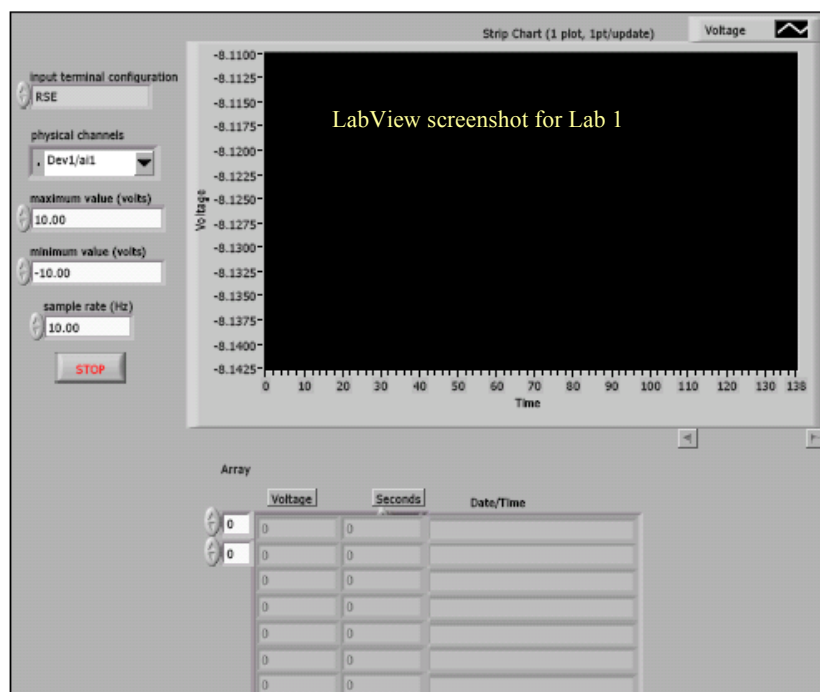 Strip Chart (1 plot, 1pt/update)
Voltage
input terminal configuration
RSE
physical channels
Dev1/ai1
maximum value (volts)
10.00
minimum value (volts)
-10.00
sample rate (Hz)
10.00
STOP
LabView screenshot for Lab 1
Voltage
-8.1100
-8.1125
-8.1150
-8.1175
-8.1200
-8.1225
-8.1250
-8.1275
-8.1300
-8.1325
-8.1350
-8.1375
-8.1400
-8.1425
0 10 20 30 40 50 60 70 80 90 100 110 120 130 138
Time
Array
Voltage Seconds Date/Time
0 0 0
0 0 0
0 0
0 0
0 0
0 0
0 0